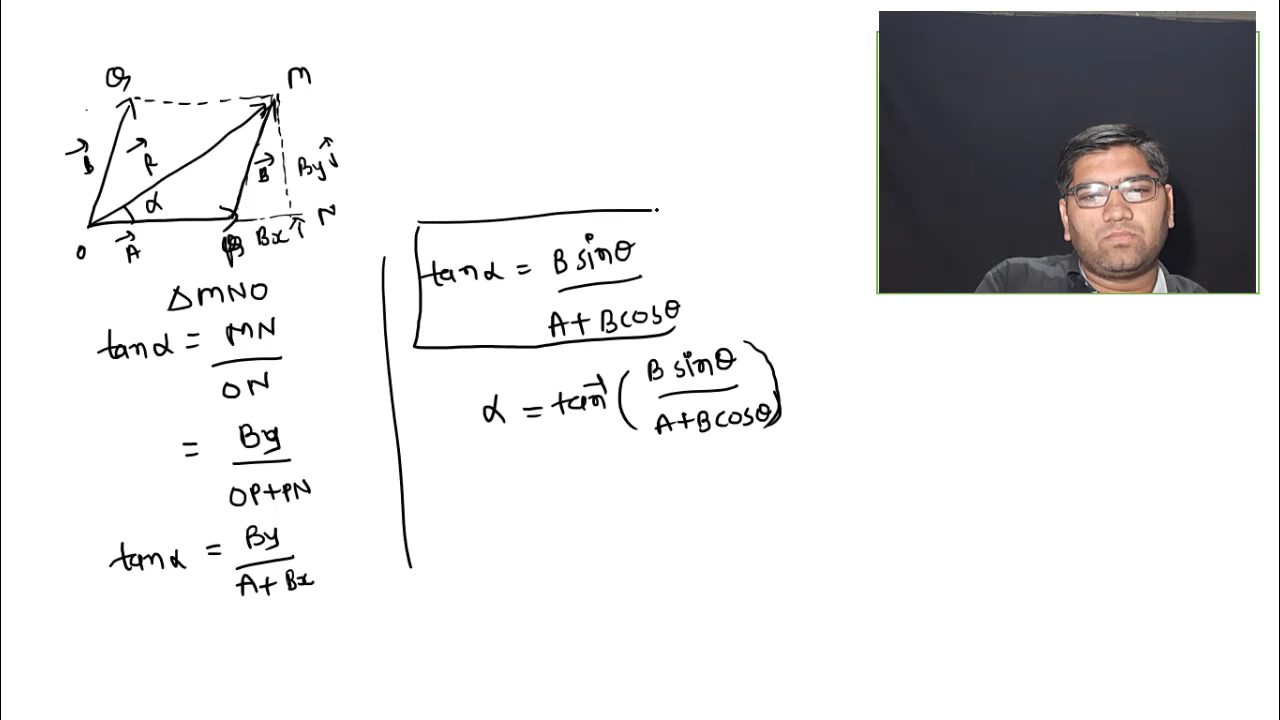 Q M
B R B By
α
O A P Bx N
ΔMNO
tanα = MN
ON
= By
OP+PN
tanα = By
A+ Bx
tanα = B sinθ
A+ B cosθ
α = tan⁻¹ ( B sinθ
A+B cosθ )